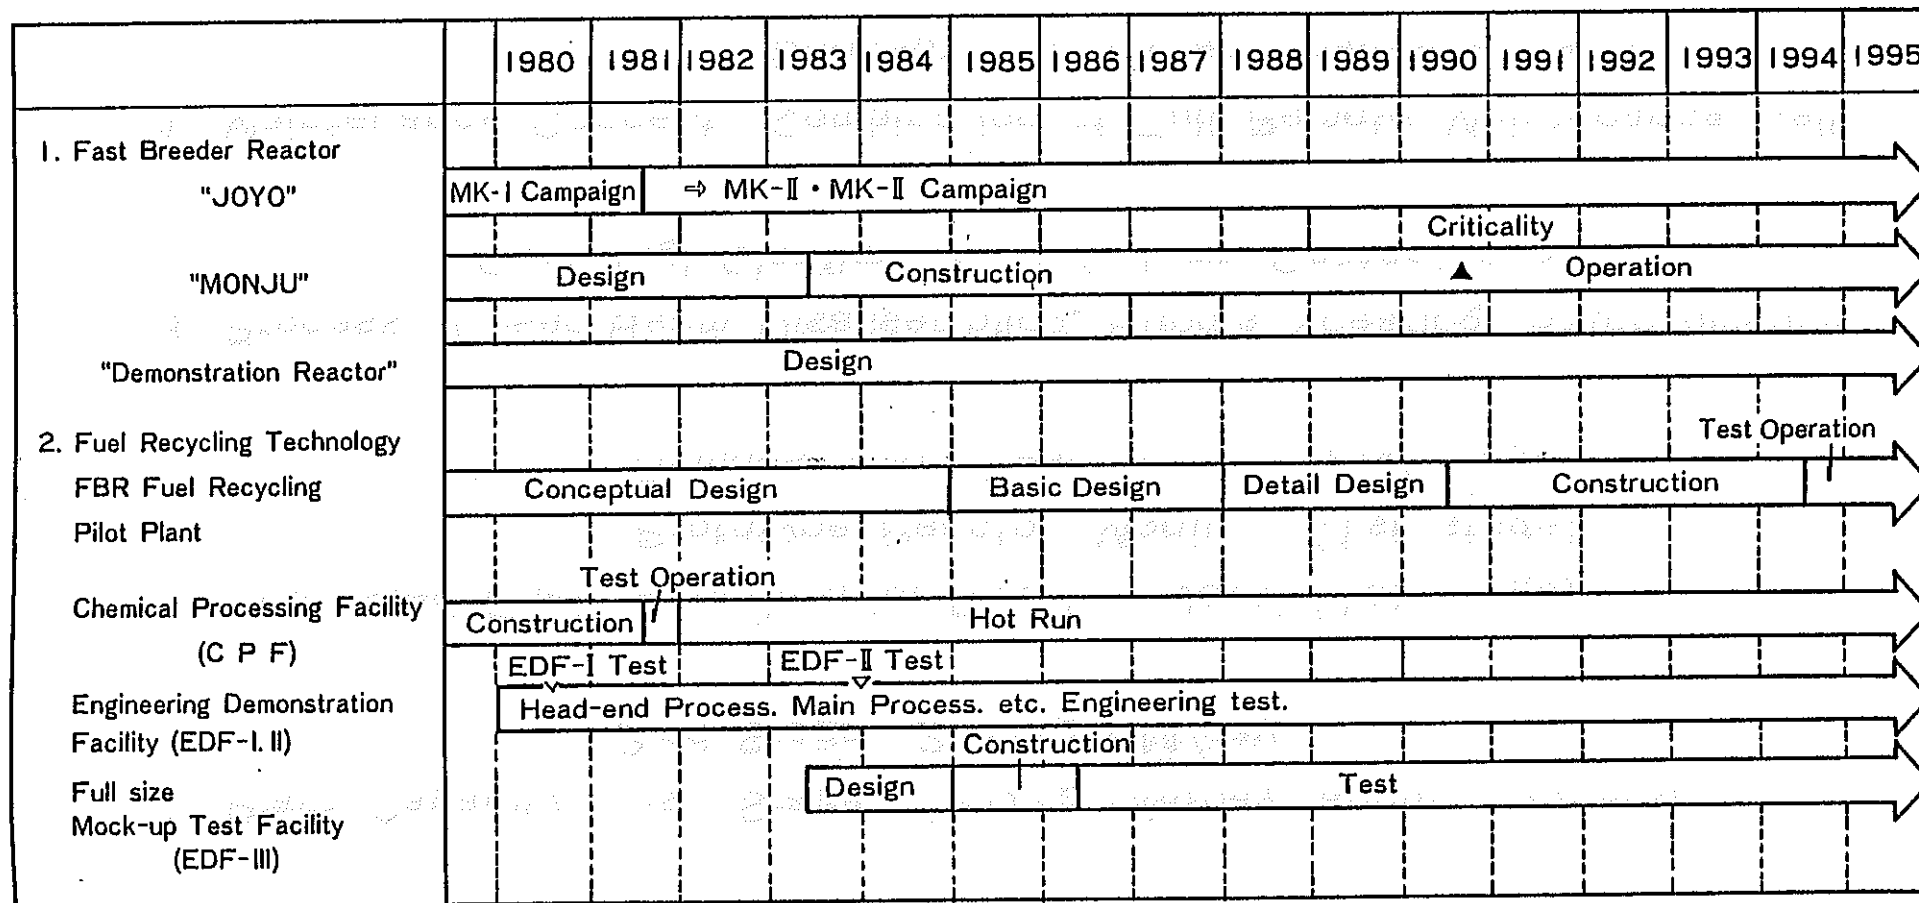 1980 1981 1982 1983 1984 1985 1986 1987 1988 1989 1990 1991 1992 1993 1994 1995
1. Fast Breeder Reactor
"JOYO"
MK-I Campaign ⇨ MK-II・MK-II Campaign
Criticality
"MONJU"
Design Construction ▲ Operation
"Demonstration Reactor"
Design
2. Fuel Recycling Technology
Test Operation
FBR Fuel Recycling
Pilot Plant
Conceptual Design Basic Design Detail Design Construction
Test Operation
Chemical Processing Facility
(C P F)
Construction Hot Run
EDF-I Test EDF-II Test
Engineering Demonstration
Facility (EDF-I. II)
Head-end Process. Main Process. etc. Engineering test.
Construction
Full size
Mock-up Test Facility
(EDF-III)
Design Test